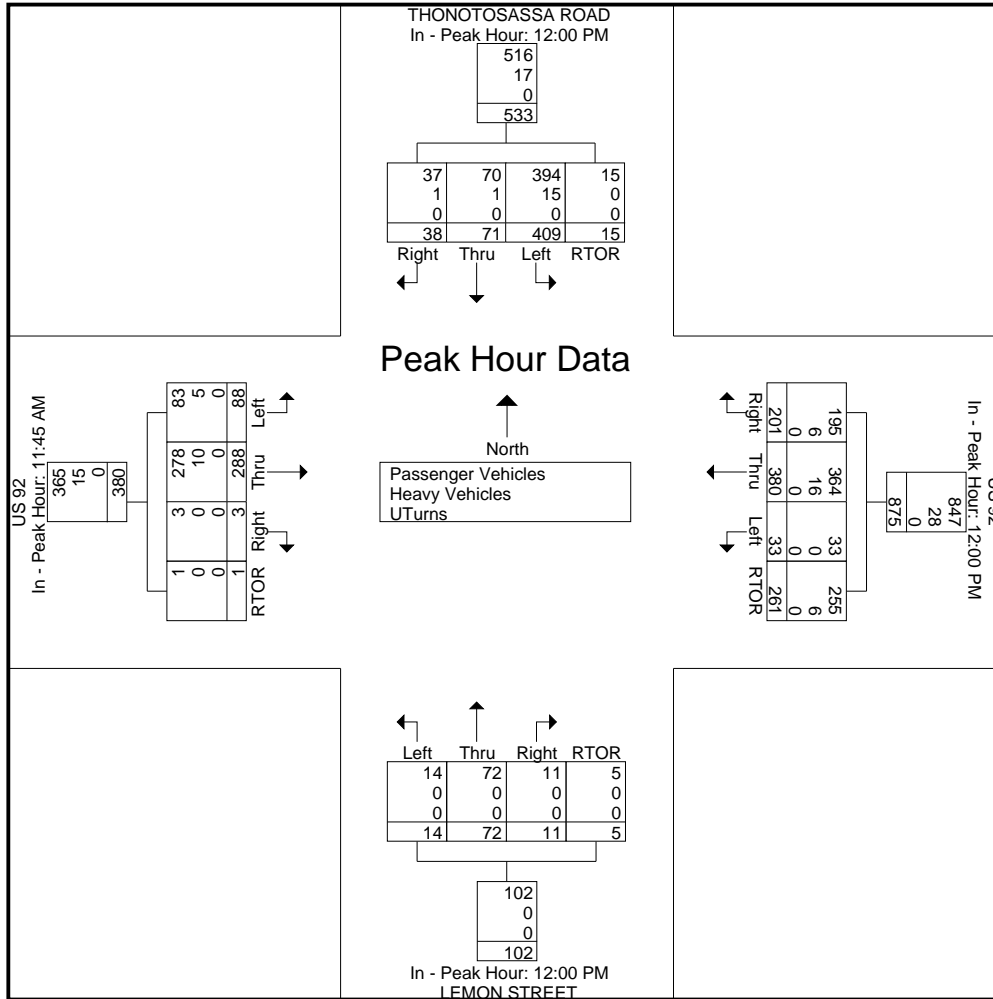 THONOTOSASSA ROAD
In - Peak Hour: 12:00 PM
516
17
0
533
37 70 394 15
1 1 15 0
0 0 0 0
38 71 409 15
Right Thru Left RTOR
Peak Hour Data
North
Passenger Vehicles
Heavy Vehicles
UTurns
US 92
In - Peak Hour: 11:45 AM
365
15
0
380
83 278 3 1
5 10 0 0
0 0 0 0
88 288 3 1
Left Thru Right RTOR
US 92
In - Peak Hour: 12:00 PM
847
28
0
875
195 364 33 255
6 16 0 6
0 0 0 0
201 380 33 261
Right Thru Left RTOR
Left Thru Right RTOR
14 72 11 5
0 0 0 0
0 0 0 0
14 72 11 5
102
0
0
102
In - Peak Hour: 12:00 PM
LEMON STREET